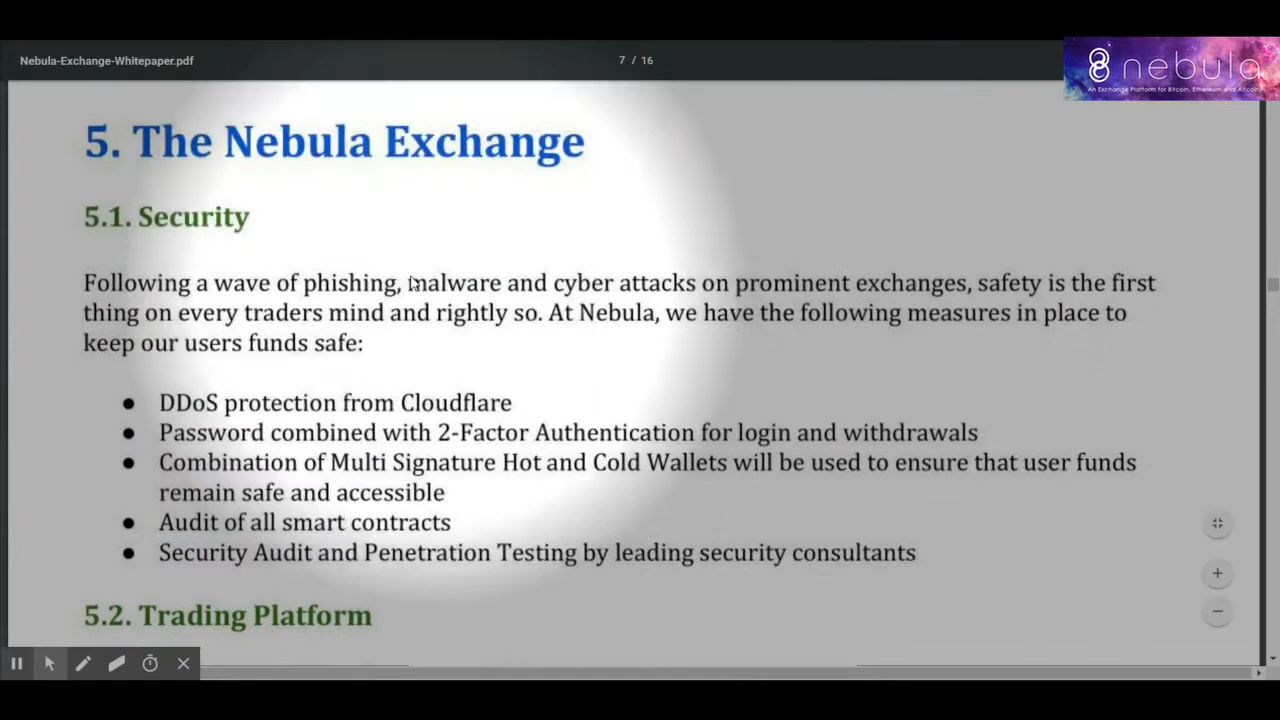 Nebula-Exchange-Whitepaper.pdf
7 / 16
nebula
An Exchange Platform for Bitcoin, Ethereum and Altcoins
5. The Nebula Exchange
5.1. Security
Following a wave of phishing, malware and cyber attacks on prominent exchanges, safety is the first
thing on every traders mind and rightly so. At Nebula, we have the following measures in place to
keep our users funds safe:
● DDoS protection from Cloudflare
● Password combined with 2-Factor Authentication for login and withdrawals
● Combination of Multi Signature Hot and Cold Wallets will be used to ensure that user funds
remain safe and accessible
● Audit of all smart contracts
● Security Audit and Penetration Testing by leading security consultants
5.2. Trading Platform